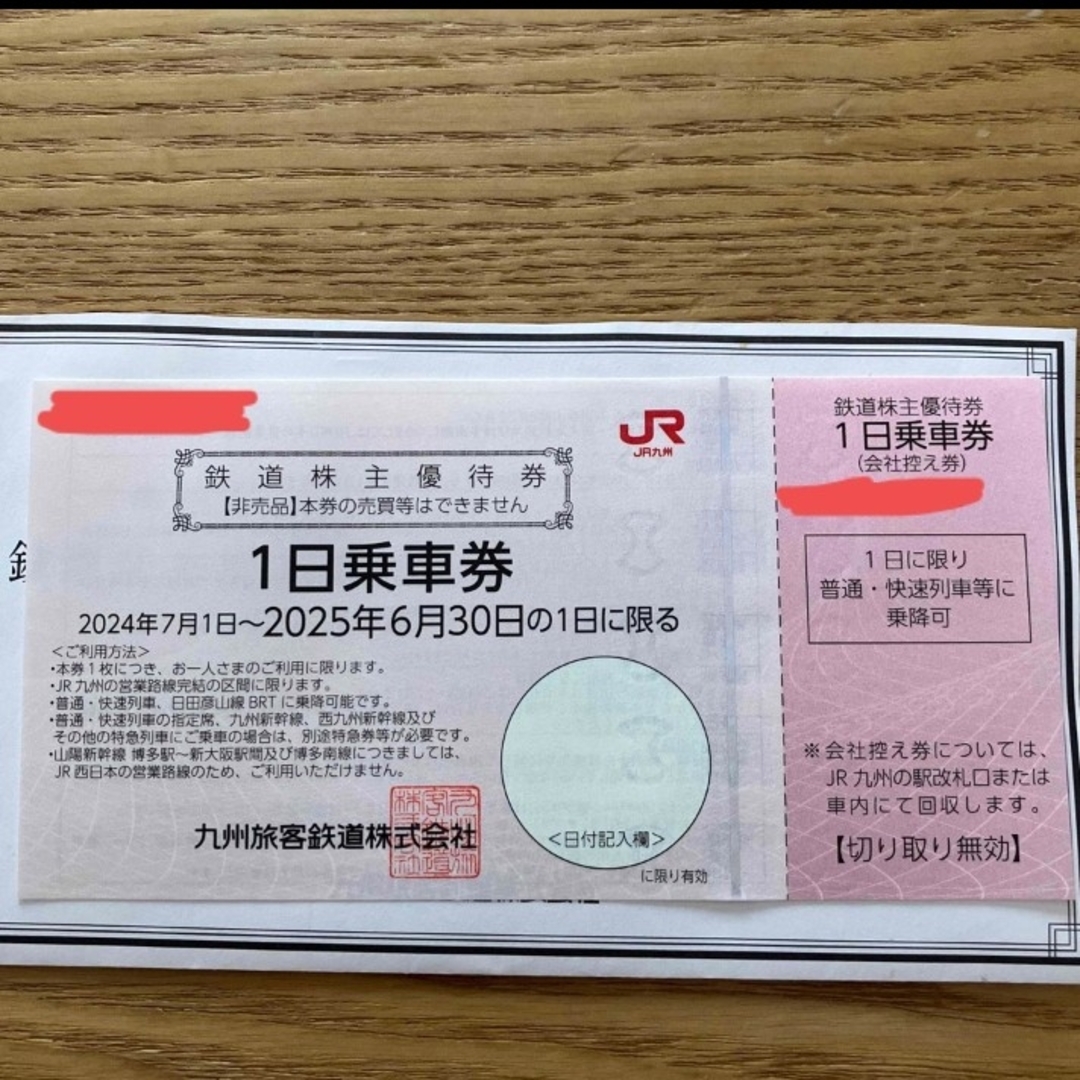 JR
JR九州
鉄道株主優待券
【非売品】本券の売買等はできません
1日乗車券
2024年7月1日～2025年6月30日の1日に限る
＜ご利用方法＞
・本券1枚につき、お一人さまのご利用に限ります。
・JR九州の営業路線完結の区間に限ります。
・普通・快速列車、日田彦山線BRTに乗降可能です。
・普通・快速列車の指定席、九州新幹線、西九州新幹線及び
その他の特急列車にご乗車の場合は、別途特急券等が必要です。
・山陽新幹線 博多駅～新大阪駅間及び博多南線につきましては、
JR西日本の営業路線のため、ご利用いただけません。
九州旅客鉄道株式会社
＜日付記入欄＞
に限り有効
鉄道株主優待券
1日乗車券
(会社控え券)
1日に限り
普通・快速列車等に
乗降可
※会社控え券については、
JR九州の駅改札口または
車内にて回収します。
【切り取り無効】